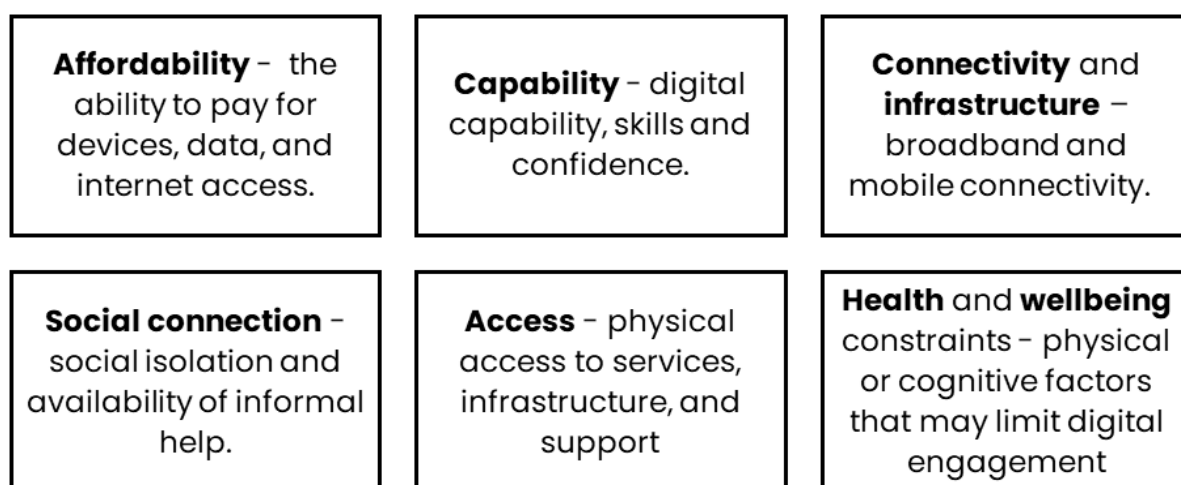 Affordability - the
ability to pay for
devices, data, and
internet access.
Capability - digital
capability, skills and
confidence.
Connectivity and
infrastructure –
broadband and
mobile connectivity.
Social connection -
social isolation and
availability of informal
help.
Access - physical
access to services,
infrastructure, and
support
Health and wellbeing
constraints - physical
or cognitive factors
that may limit digital
engagement